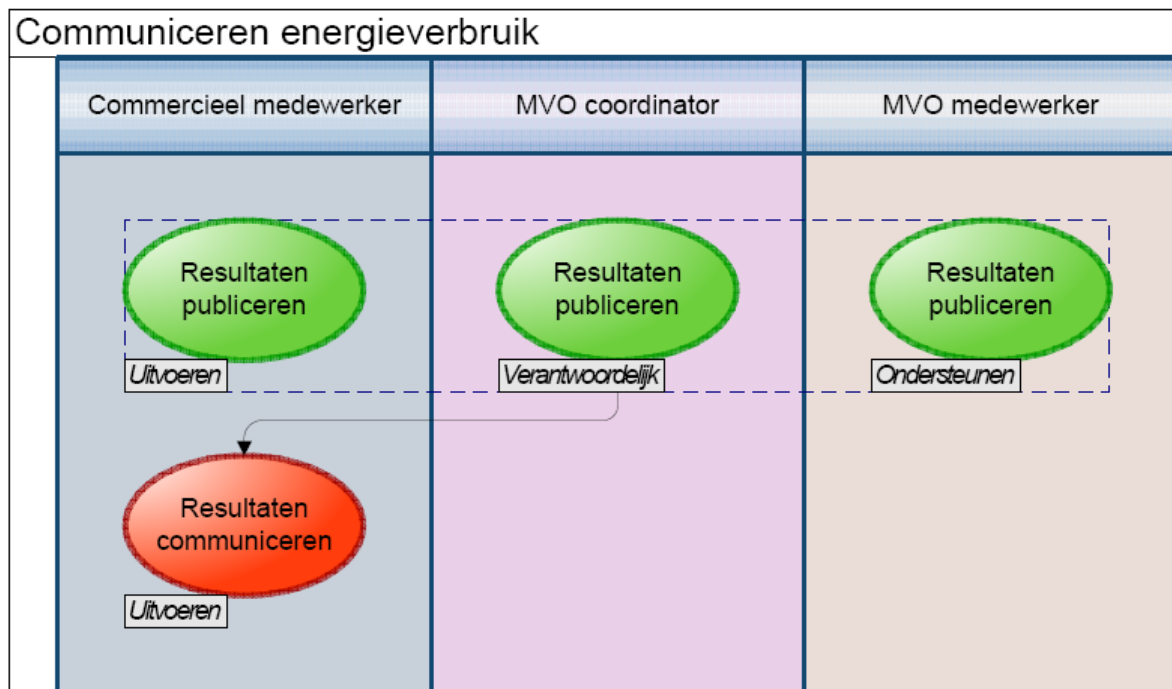 Communiceren energieverbruik
Commercieel medewerker
MVO coordinator
MVO medewerker
Resultaten
publiceren
Uitvoeren
Resultaten
publiceren
Verantwoordelijk
Resultaten
publiceren
Ondersteunen
Resultaten
communiceren
Uitvoeren